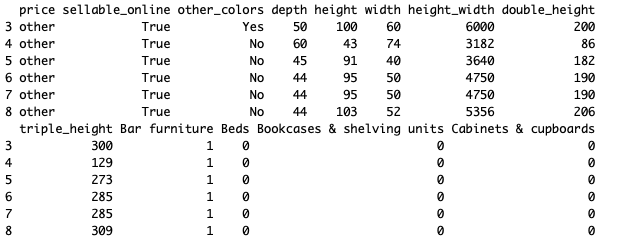 price sellable_online other_colors depth height width height_width double_height
3 other True Yes 50 100 60 6000 200
4 other True No 60 43 74 3182 86
5 other True No 45 91 40 3640 182
6 other True No 44 95 50 4750 190
7 other True No 44 95 50 4750 190
8 other True No 44 103 52 5356 206
triple_height Bar furniture Beds Bookcases & shelving units Cabinets & cupboards
3 300 1 0 0 0
4 129 1 0 0 0
5 273 1 0 0 0
6 285 1 0 0 0
7 285 1 0 0 0
8 309 1 0 0 0